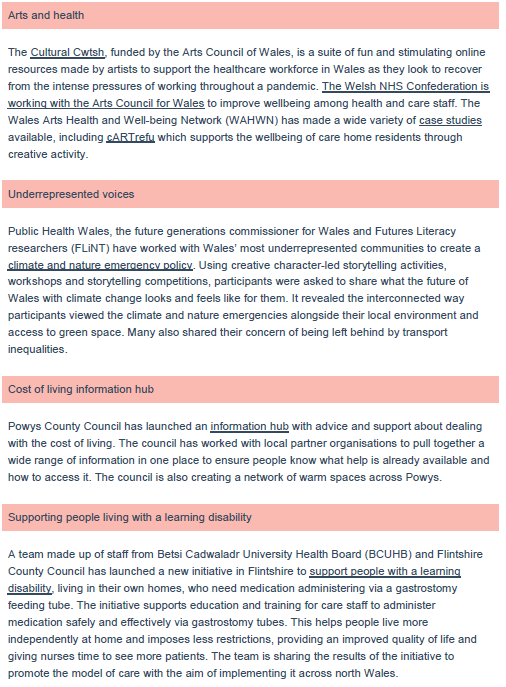 Arts and health
The Cultural Cwtsh, funded by the Arts Council of Wales, is a suite of fun and stimulating online
resources made by artists to support the healthcare workforce in Wales as they look to recover
from the intense pressures of working throughout a pandemic. The Welsh NHS Confederation is
working with the Arts Council for Wales to improve wellbeing among health and care staff. The
Wales Arts Health and Well-being Network (WAHWN) has made a wide variety of case studies
available, including cARTrefu which supports the wellbeing of care home residents through
creative activity.
Underrepresented voices
Public Health Wales, the future generations commissioner for Wales and Futures Literacy
researchers (FLiNT) have worked with Wales' most underrepresented communities to create a
climate and nature emergency policy. Using creative character-led storytelling activities,
workshops and storytelling competitions, participants were asked to share what the future of
Wales with climate change looks and feels like for them. It revealed the interconnected way
participants viewed the climate and nature emergencies alongside their local environment and
access to green space. Many also shared their concern of being left behind by transport
inequalities.
Cost of living information hub
Powys County Council has launched an information hub with advice and support about dealing
with the cost of living. The council has worked with local partner organisations to pull together a
wide range of information in one place to ensure people know what help is already available and
how to access it. The council is also creating a network of warm spaces across Powys.
Supporting people living with a learning disability
A team made up of staff from Betsi Cadwaladr University Health Board (BCUHB) and Flintshire
County Council has launched a new initiative in Flintshire to support people with a learning
disability, living in their own homes, who need medication administering via a gastrostomy
feeding tube. The initiative supports education and training for care staff to administer
medication safely and effectively via gastrostomy tubes. This helps people live more
independently at home and imposes less restrictions, providing an improved quality of life and
giving nurses time to see more patients. The team is sharing the results of the initiative to
promote the model of care with the aim of implementing it across north Wales.